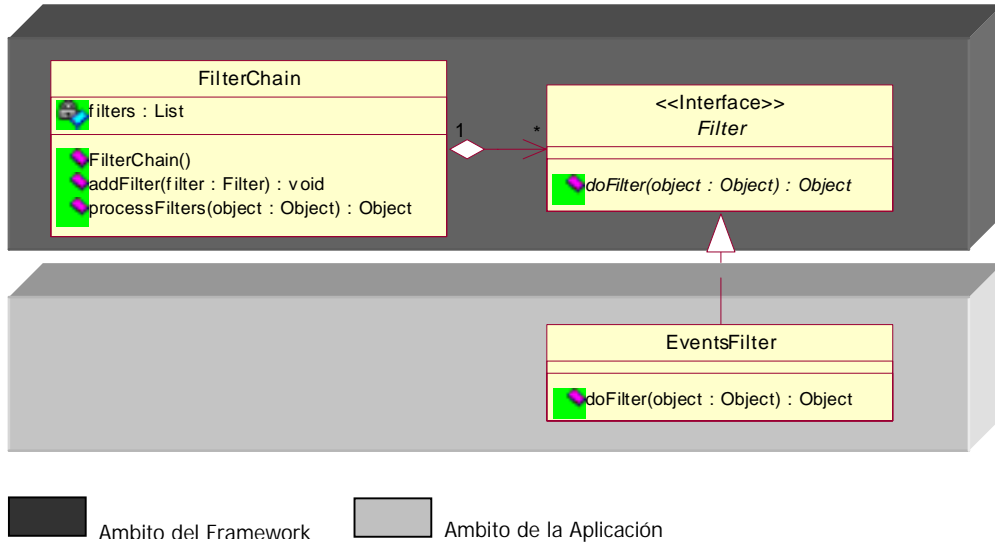 FilterChain
filters : List
FilterChain()
addFilter(filter : Filter) : void
processFilters(object : Object) : Object
1
*
<<Interface>>
Filter
doFilter(object : Object) : Object
EventsFilter
doFilter(object : Object) : Object
Ambito del Framework
Ambito de la Aplicación